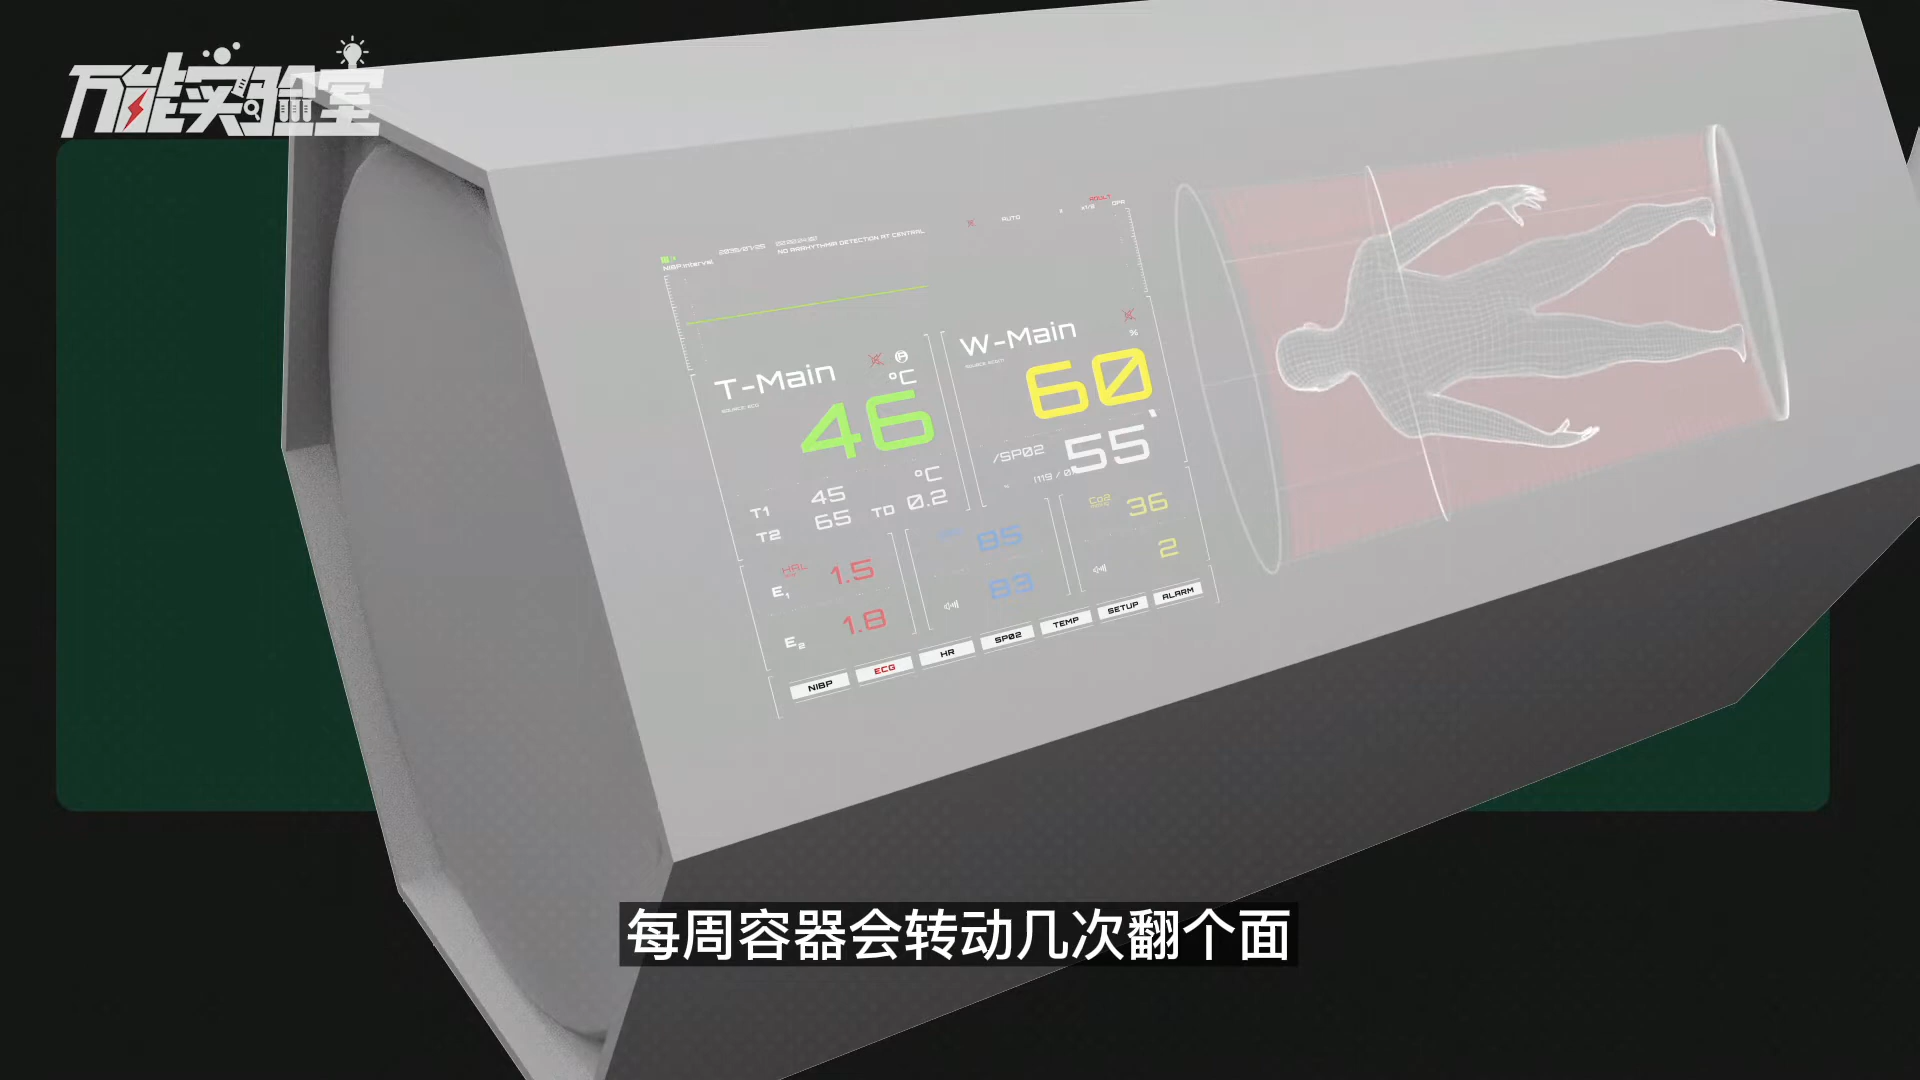 万能实验室
NIBP Interval
NO ARRHYTHMIA DETECTION AT CENTRAL
AUTO
ADULT
T-Main
°C
46
T1
45
T2
65
°C
TD
0.2
W-Main
%
60
/SPO2
55
E1
1.5
E2
1.8
85
83
Co2
36
2
NIBP
ECG
HR
SPO2
TEMP
SETUP
ALARM
每周容器会转动几次翻个面